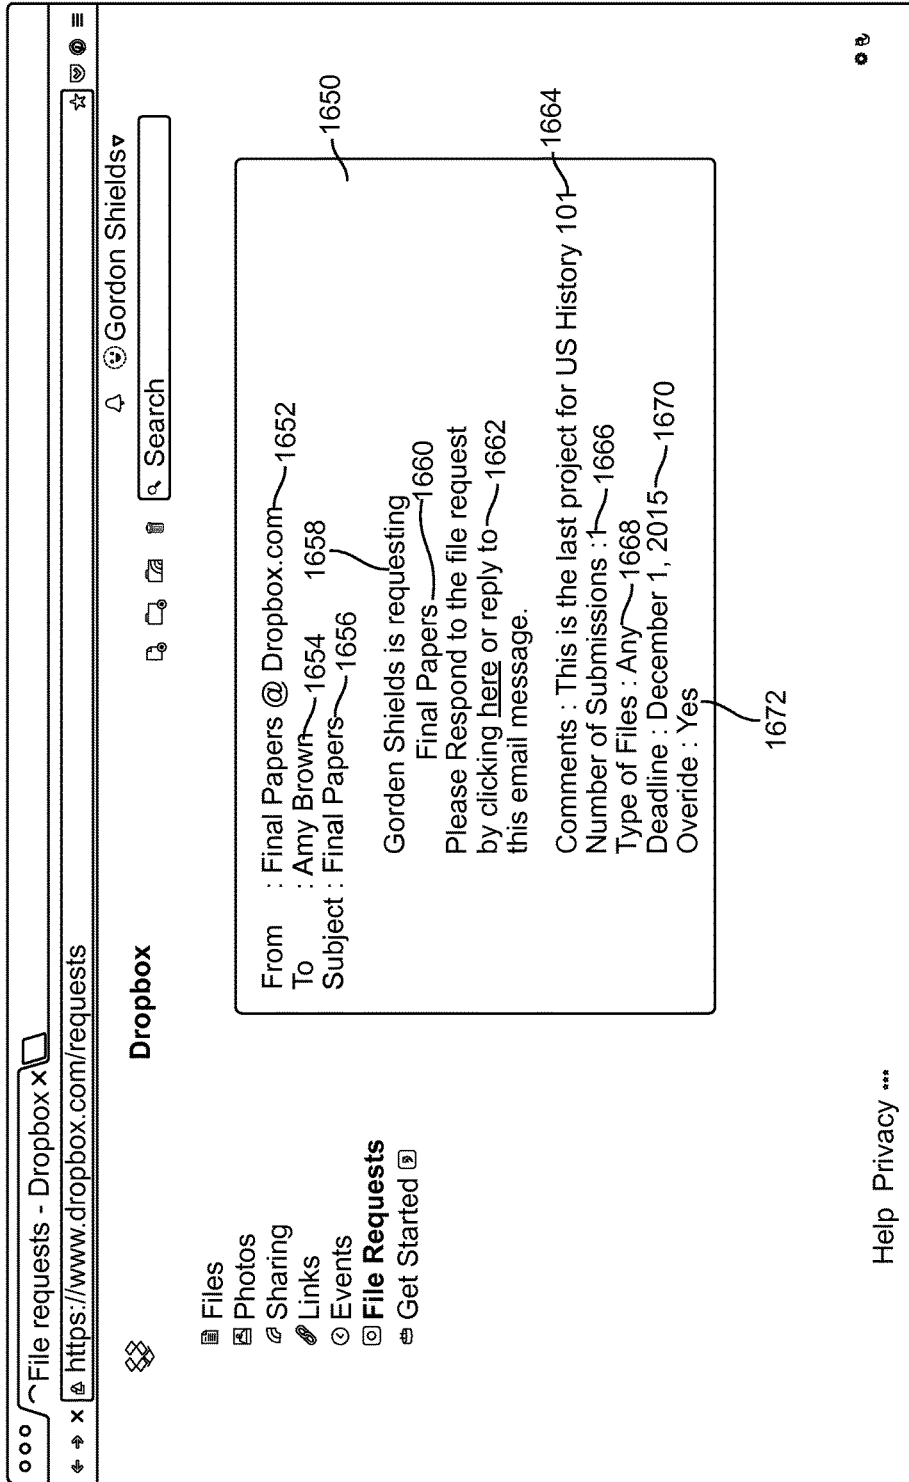 File requests - Dropbox X
https://www.dropbox.com/requests
Gordon Shields
Dropbox
Search
Files
Photos
Sharing
Links
Events
File Requests
Get Started
From : Final Papers @ Dropbox.com 1652
To : Amy Brown 1654
Subject : Final Papers 1656
1658
1650
Gorden Shields is requesting
Final Papers 1660
Please Respond to the file request
by clicking here or reply to 1662
this email message.
Comments : This is the last project for US History 101 1664
Number of Submissions :1 1666
Type of Files : Any 1668
Deadline : December 1, 2015 1670
Overide : Yes
1672
Help Privacy ...